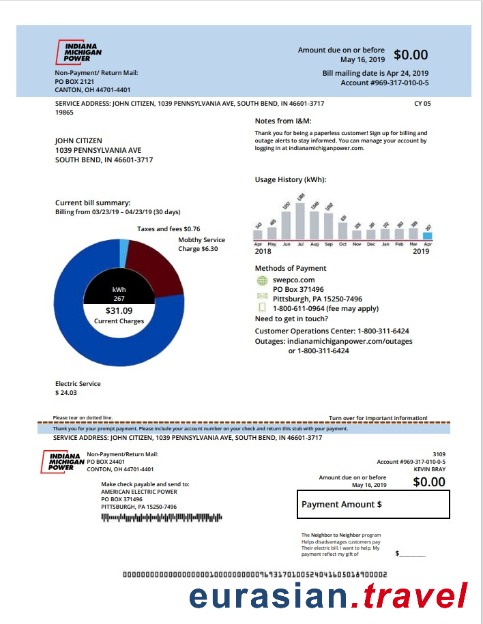 INDIANA
MICHIGAN
POWER
Non-Payment/ Return Mail:
PO BOX 2121
CANTON, OH 44701-4401
Amount due on or before
May 16, 2019
$0.00
Bill mailing date is Apr 24, 2019
Account #969-317-010-0-5
SERVICE ADDRESS: JOHN CITIZEN, 1039 PENNSYLVANIA AVE, SOUTH BEND, IN 46601-3717
CY 05
19865
Notes from I&M:
Thank you for being a paperless customer! Sign up for billing and
outage alerts to stay informed. You can manage your account by
logging in at indianamichiganpower.com.
JOHN CITIZEN
1039 PENNSYLVANIA AVE
SOUTH BEND, IN 46601-3717
Usage History (kWh):
Apr May Jun Jul Aug Sep Oct Nov Dec Jan Feb Mar Apr
2018
2019
Current bill summary:
Billing from 03/23/19 – 04/23/19 (30 days)
Taxes and fees $0.76
Mobthy Service
Charge $6.30
kWh
267
$31.09
Current Charges
Electric Service
$ 24.03
Methods of Payment
swepco.com
PO Box 371496
Pittsburgh, PA 15250-7496
1-800-611-0964 (fee may apply)
Need to get in touch?
Customer Operations Center: 1-800-311-6424
Outages: indianamichiganpower.com/outages
or 1-800-311-6424
Please tear on dotted line.
Turn over for important information!
Thank you for your prompt payment. Please include your account number on your check and return this stub with your payment.
SERVICE ADDRESS: JOHN CITIZEN, 1039 PENNSYLVANIA AVE, SOUTH BEND, IN 46601-3717
INDIANA
MICHIGAN
POWER
Non-Payment/Return Mail:
PO BOX 24401
CONTON, OH 44701-4401
3109
Account #969-317-010-0-5
KEVIN BRAY
Amount due on or before
May 16, 2019
$0.00
Make check payable and send to:
AMERICAN ELECTRIC POWER
PO BOX 371496
PITTSBURGH, PA 15250-7496
Payment Amount $
The Neighbor to Neighbor program
Helps disadvantages customers pay
Their electric bill. I want to help. My
payment reflect my gift of
$________
eurasian.travel